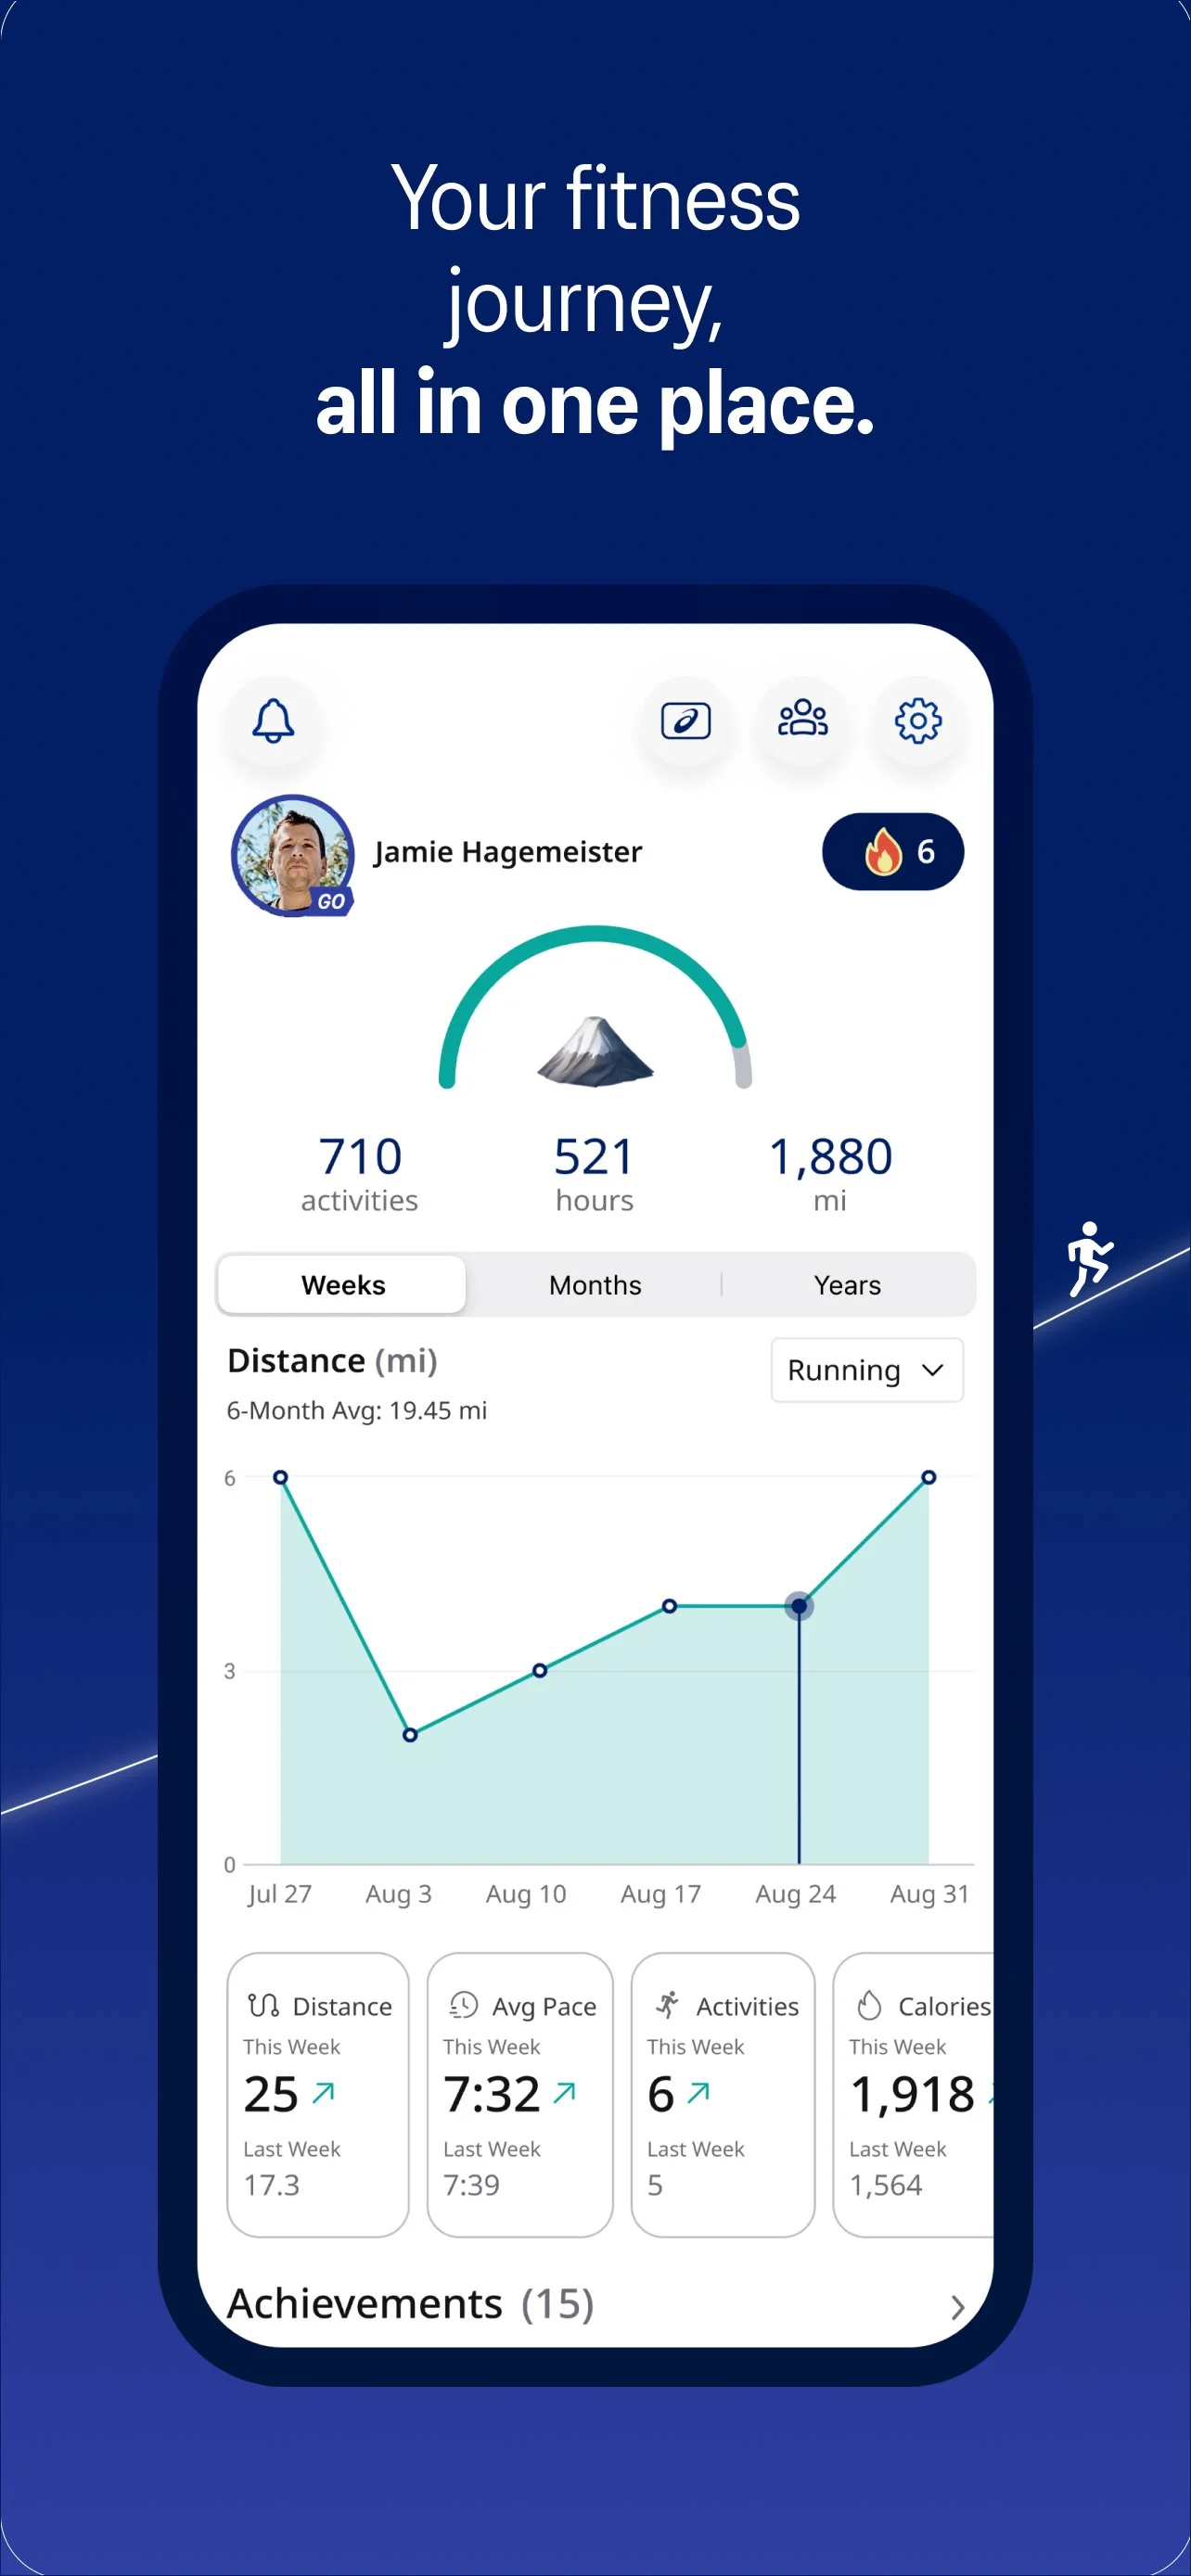 Your fitness
journey,
all in one place.
Jamie Hagemeister
6
GO
710
521
1,880
activities
hours
mi
Weeks
Months
Years
Distance (mi)
Running
6-Month Avg: 19.45 mi
6
3
0
Jul 27
Aug 3
Aug 10
Aug 17
Aug 24
Aug 31
Distance
This Week
25
Last Week
17.3
Avg Pace
This Week
7:32
Last Week
7:39
Activities
This Week
6
Last Week
5
Calories
This Week
1,918
Last Week
1,564
Achievements (15)